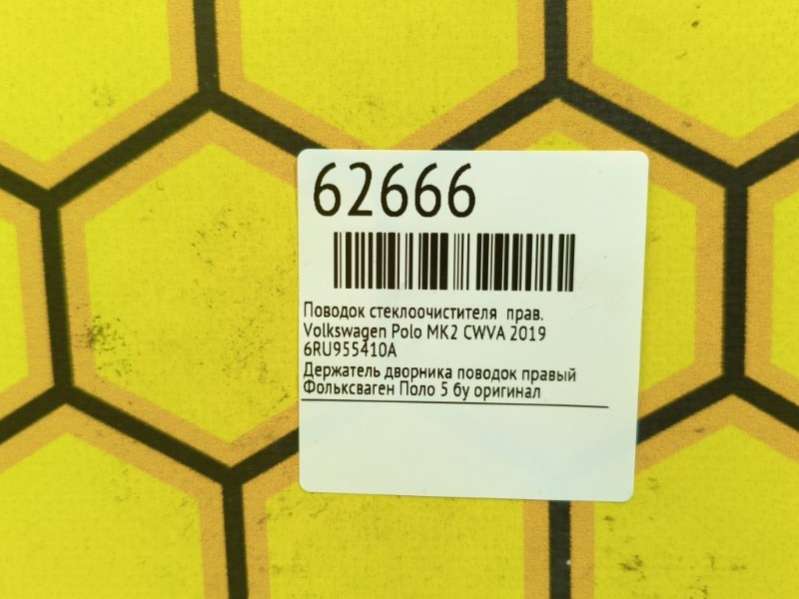 62666
Поводок стеклоочистителя прав.
Volkswagen Polo MK2 CWVA 2019
6RU955410A
Держатель дворника поводок правый
Фольксваген Поло 5 бу оригинал